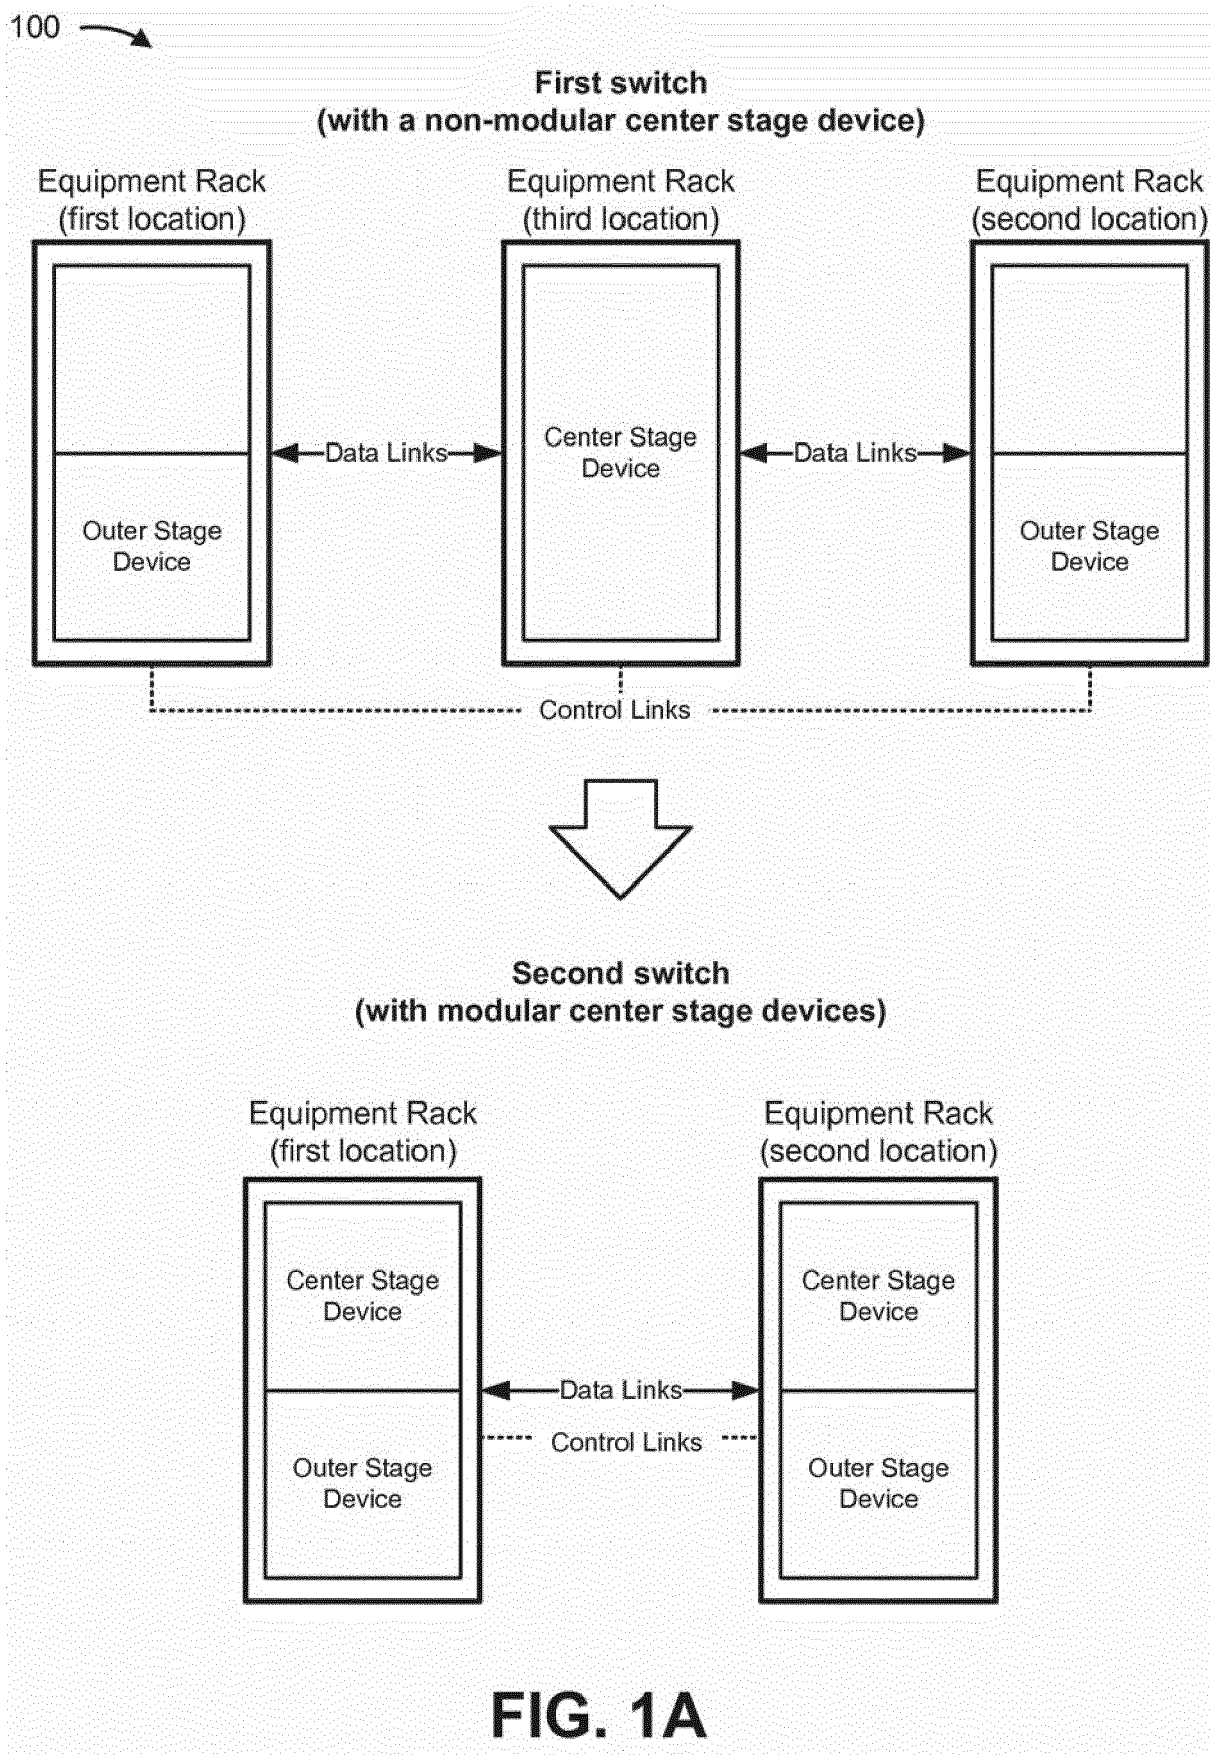 100
First switch
(with a non-modular center stage device)
Equipment Rack
(first location)
Equipment Rack
(third location)
Equipment Rack
(second location)
Outer Stage
Device
Data Links
Center Stage
Device
Data Links
Outer Stage
Device
Control Links
Second switch
(with modular center stage devices)
Equipment Rack
(first location)
Equipment Rack
(second location)
Center Stage
Device
Outer Stage
Device
Data Links
Control Links
Center Stage
Device
Outer Stage
Device
FIG. 1A